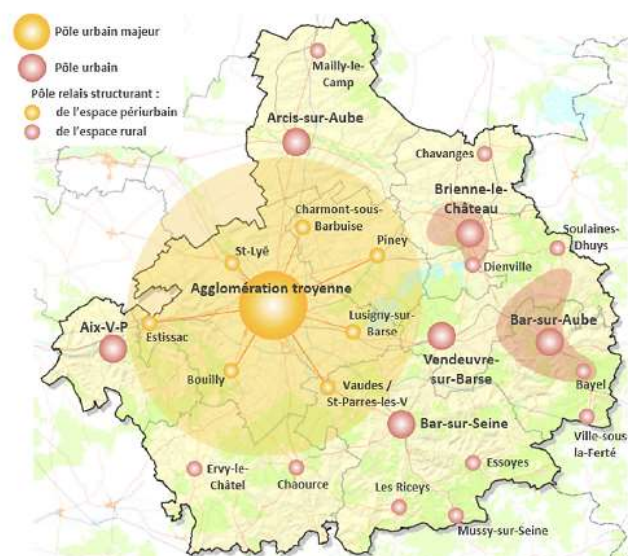 Pôle urbain majeur
Pôle urbain
Pôle relais structurant :
de l'espace périurbain
de l'espace rural
Mailly-le-
Camp
Arcis-sur-Aube
Chavanges
Brienne-le-
Château
Charmont-sous-
Barbuise
Piney
St-Lyé
Soulaines-
Dhuys
Dienville
Agglomération troyenne
Lusigny-sur-
Barse
Aix-V-P
Estissac
Bar-sur-Aube
Vendeuvre-
sur-Barse
Bouilly
Vaudes /
St-Parres-les-V
Bayel
Bar-sur-Seine
Ville-sous-
la-Ferté
Ervy-le-
Châtel
Chaource
Essoyes
Les Riceys
Mussy-sur-Seine